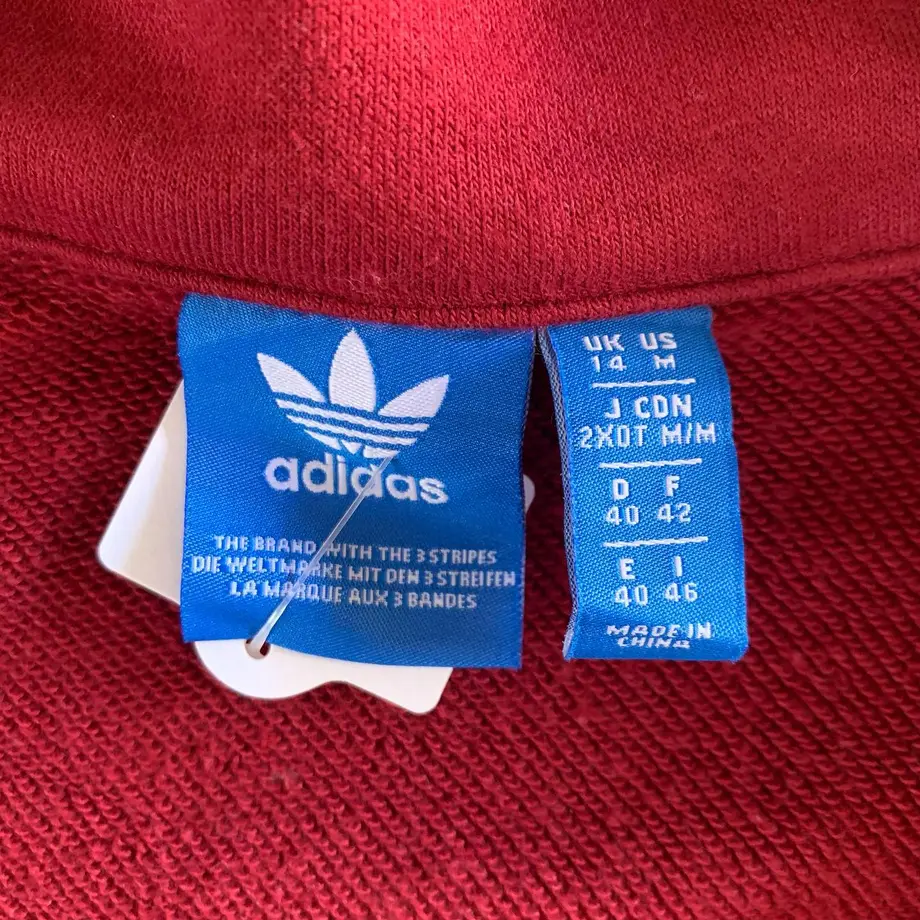 adidas
THE BRAND WITH THE 3 STRIPES
DIE WELTMARKE MIT DEN 3 STREIFEN
LA MARQUE AUX 3 BANDES
UK US
14 M
J CDN
2XOT M/M
D F
40 42
E I
40 46
MADE IN
CHINA